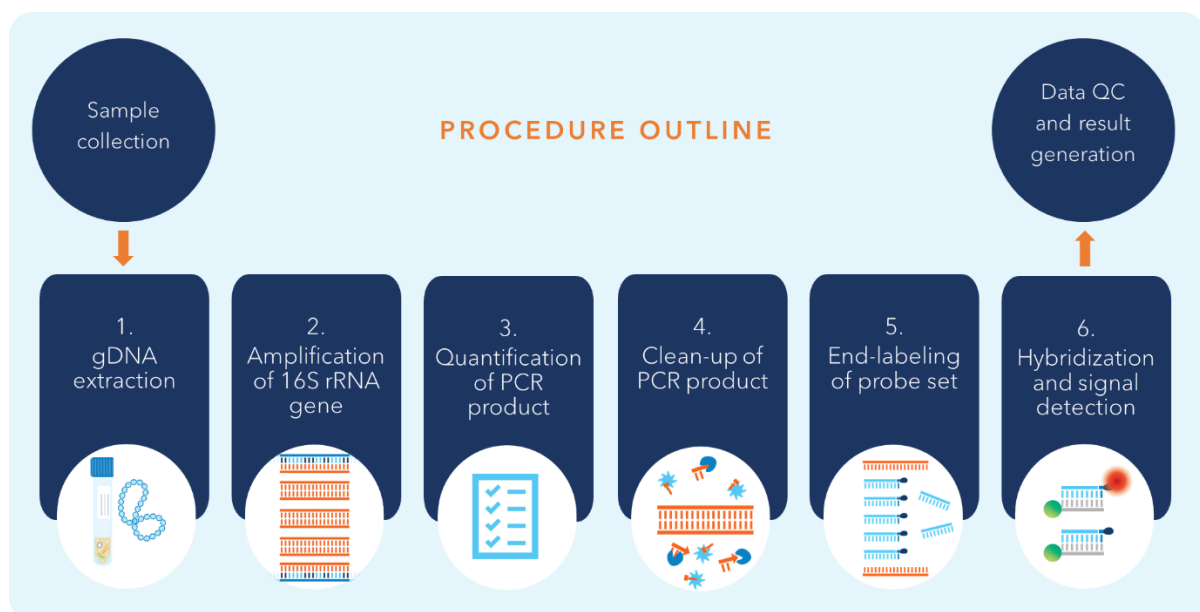 PROCEDURE OUTLINE
Sample
collection
1.
gDNA
extraction
2.
Amplification
of 16S rRNA
gene
3.
Quantification
of PCR
product
4.
Clean-up of
PCR product
5.
End-labeling
of probe set
6.
Hybridization
and signal
detection
Data QC
and result
generation